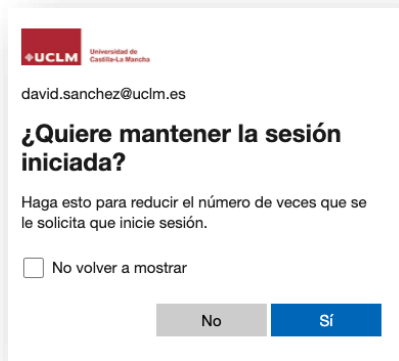 UCLM
Universidad de
Castilla-La Mancha
david.sanchez@uclm.es
¿Quiere mantener la sesión
iniciada?
Haga esto para reducir el número de veces que se
le solicita que inicie sesión.
No volver a mostrar
No
Sí